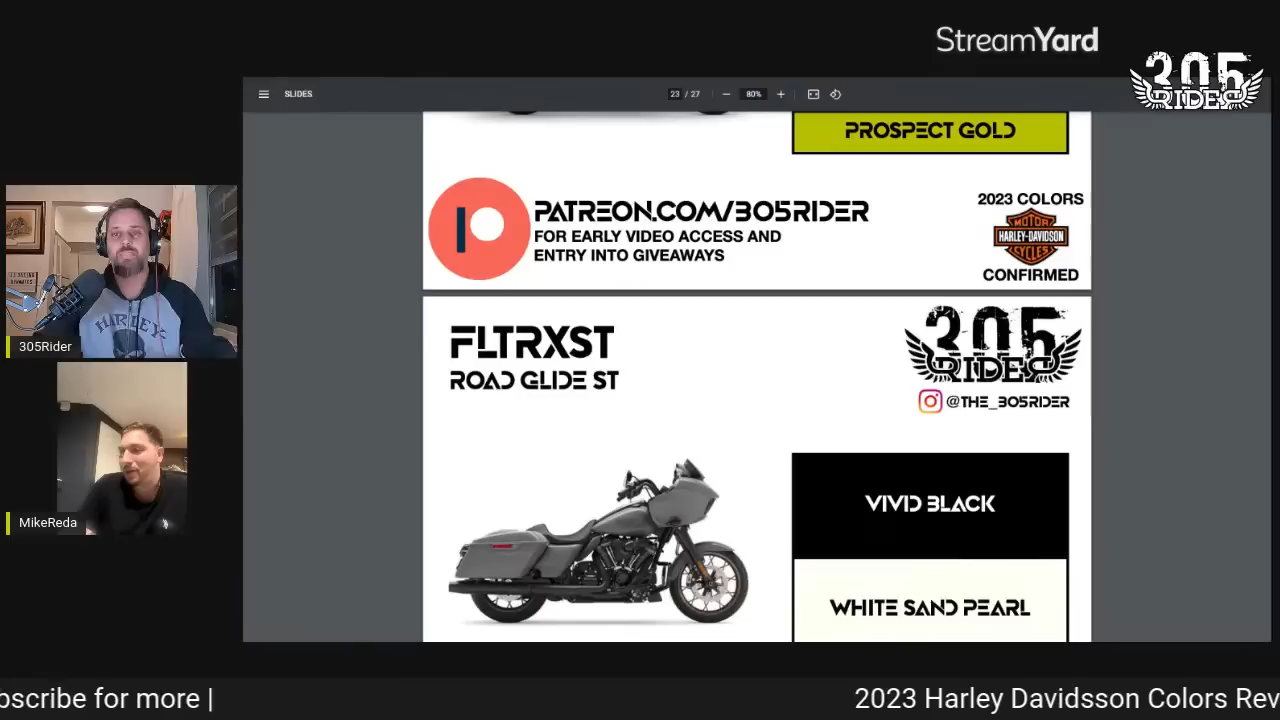 StreamYard
305
RIDER
SLIDES
23 / 27
80%
PROSPECT GOLD
PATREON.COM/305RIDER
FOR EARLY VIDEO ACCESS AND
ENTRY INTO GIVEAWAYS
2023 COLORS
MOTOR
HARLEY-DAVIDSON
CYCLES
CONFIRMED
FLTRXST
ROAD GLIDE ST
305
RIDER
@THE_305RIDER
VIVID BLACK
WHITE SAND PEARL
HARLEY
305Rider
MikeReda
bscribe for more |
2023 Harley Davidsson Colors Rev